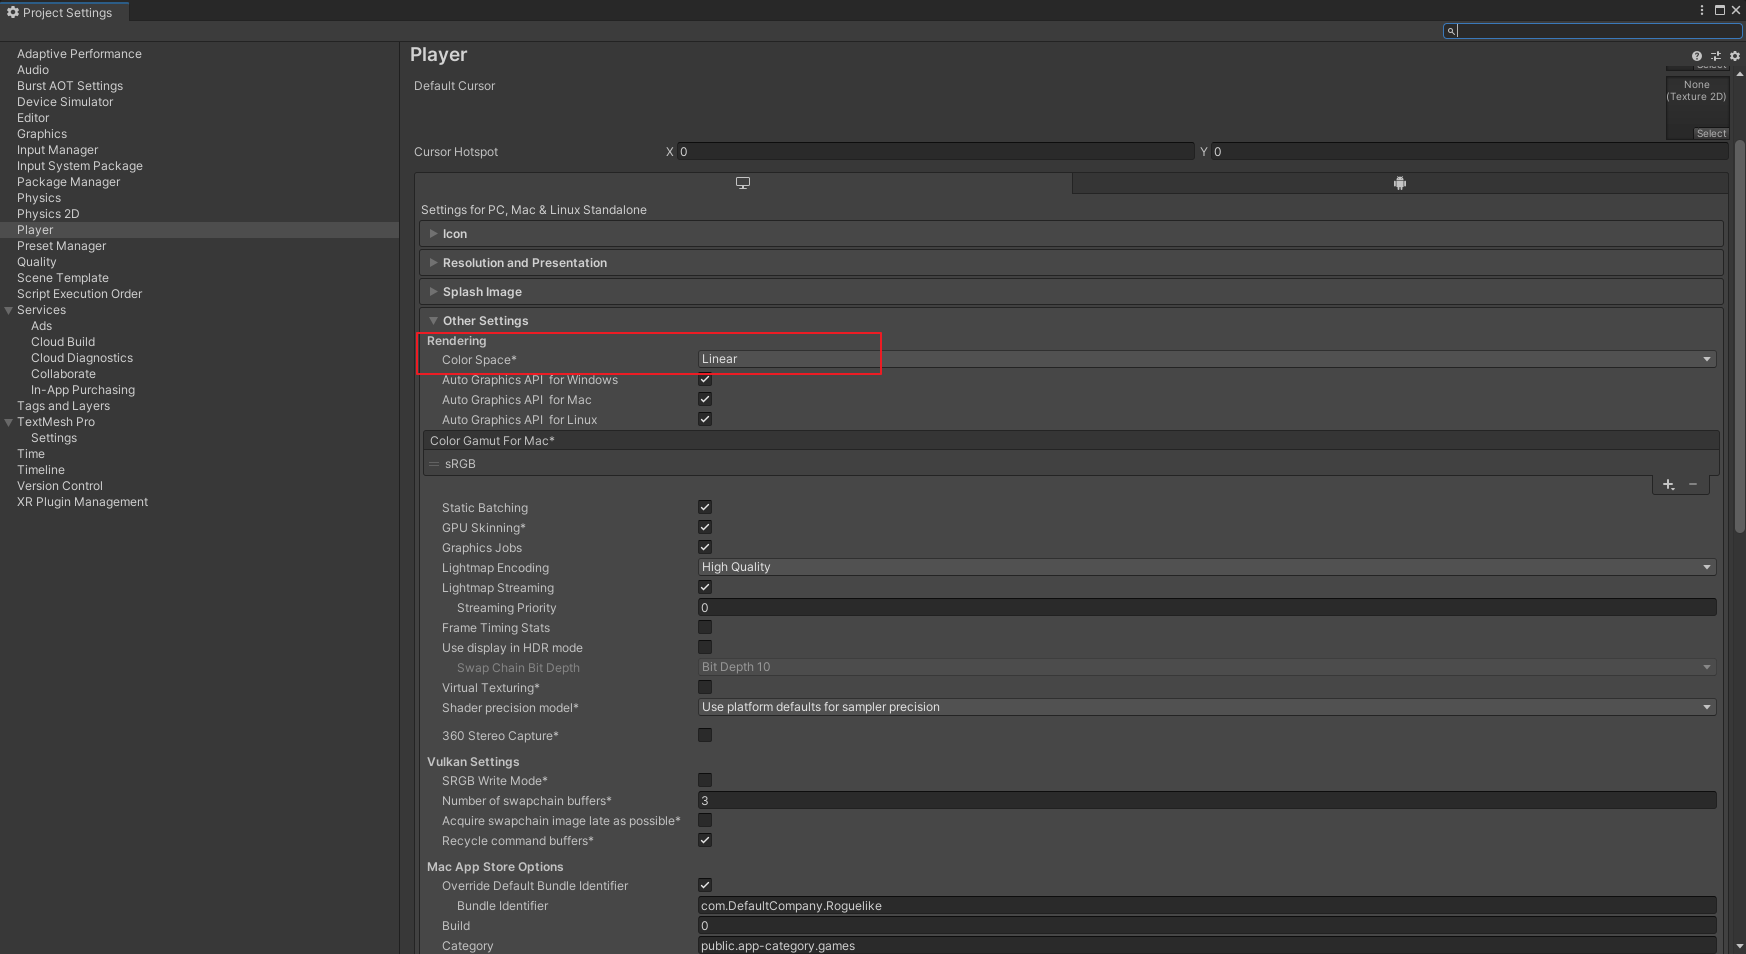 Project Settings
Adaptive Performance
Audio
Burst AOT Settings
Device Simulator
Editor
Graphics
Input Manager
Input System Package
Package Manager
Physics
Physics 2D
Player
Preset Manager
Quality
Scene Template
Script Execution Order
Services
Ads
Cloud Build
Cloud Diagnostics
Collaborate
In-App Purchasing
Tags and Layers
TextMesh Pro
Settings
Time
Timeline
Version Control
XR Plugin Management
Player
Select
Default Cursor
None
(Texture 2D)
Select
Cursor Hotspot X 0 Y 0
Settings for PC, Mac & Linux Standalone
Icon
Resolution and Presentation
Splash Image
Other Settings
Rendering
Color Space* Linear
Auto Graphics API for Windows
Auto Graphics API for Mac
Auto Graphics API for Linux
Color Gamut For Mac*
sRGB
Static Batching
GPU Skinning*
Graphics Jobs
Lightmap Encoding High Quality
Lightmap Streaming
Streaming Priority 0
Frame Timing Stats
Use display in HDR mode
Swap Chain Bit Depth Bit Depth 10
Virtual Texturing*
Shader precision model* Use platform defaults for sampler precision
360 Stereo Capture*
Vulkan Settings
SRGB Write Mode*
Number of swapchain buffers* 3
Acquire swapchain image late as possible*
Recycle command buffers*
Mac App Store Options
Override Default Bundle Identifier
Bundle Identifier com.DefaultCompany.Roguelike
Build 0
Category public.app-category.games